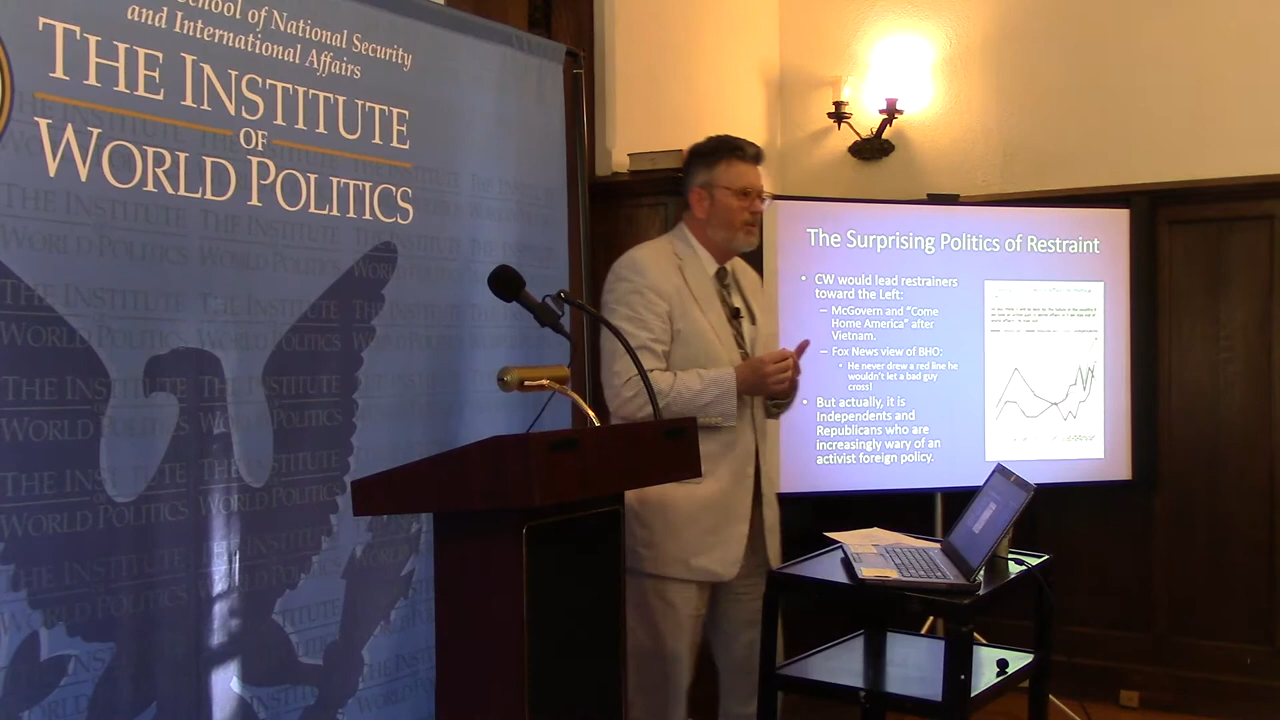 School of National Security
and International Affairs
THE INSTITUTE
OF
WORLD POLITICS
The Surprising Politics of Restraint
• CW would lead restrainers
toward the Left:
– McGovern and "Come
Home America" after
Vietnam.
– Fox News view of BHO:
• He never drew a red line he
wouldn't let a bad guy
cross!
• But actually, it is
Independents and
Republicans who are
increasingly wary of an
activist foreign policy.